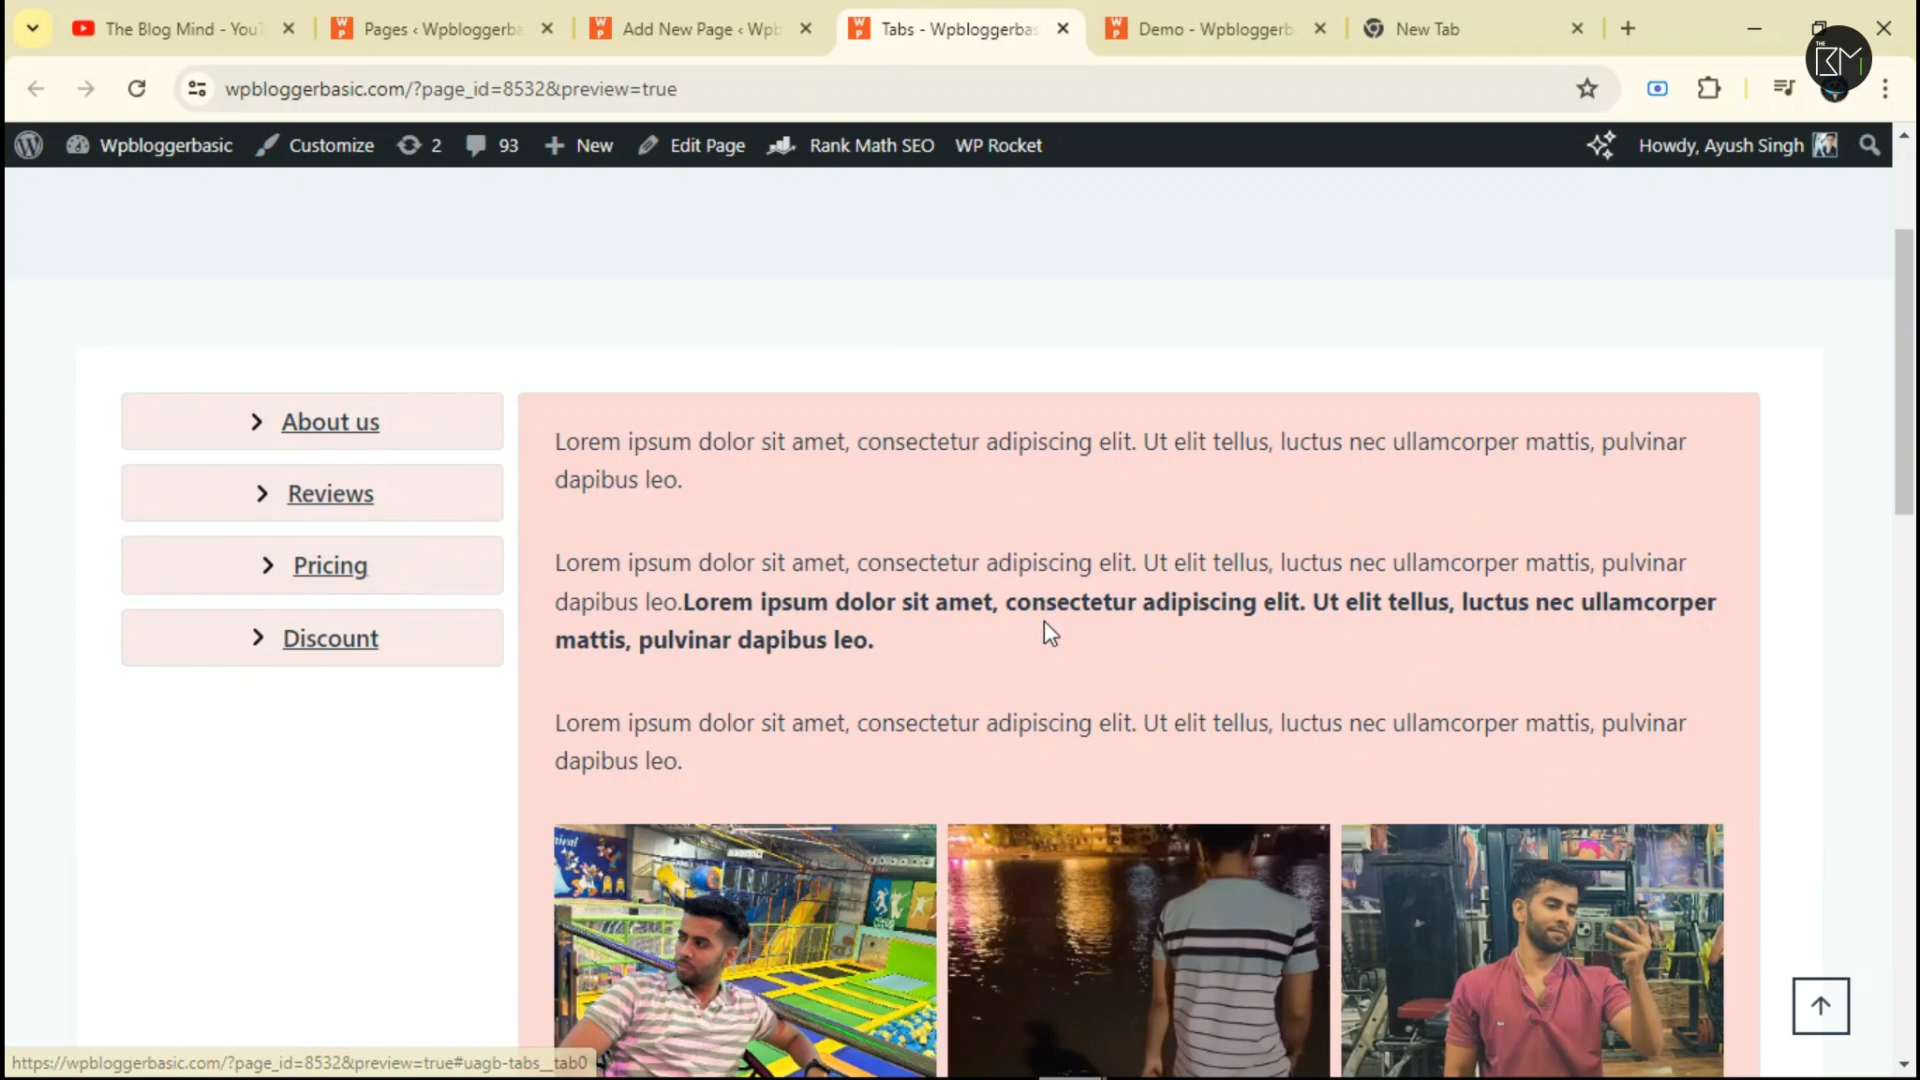 The Blog Mind - YouT
Pages ‹ Wpbloggerba
Add New Page ‹ Wpb
Tabs - Wpbloggerbas
Demo - Wpbloggerb
New Tab
THE
BM
wpbloggerbasic.com/?page_id=8532&preview=true
Wpbloggerbasic
Customize
2
93
New
Edit Page
Rank Math SEO
WP Rocket
Howdy, Ayush Singh
About us
Reviews
Pricing
Discount
Lorem ipsum dolor sit amet, consectetur adipiscing elit. Ut elit tellus, luctus nec ullamcorper mattis, pulvinar
dapibus leo.
Lorem ipsum dolor sit amet, consectetur adipiscing elit. Ut elit tellus, luctus nec ullamcorper mattis, pulvinar
dapibus leo.Lorem ipsum dolor sit amet, consectetur adipiscing elit. Ut elit tellus, luctus nec ullamcorper
mattis, pulvinar dapibus leo.
Lorem ipsum dolor sit amet, consectetur adipiscing elit. Ut elit tellus, luctus nec ullamcorper mattis, pulvinar
dapibus leo.
https://wpbloggerbasic.com/?page_id=8532&preview=true#uagb-tabs__tab0